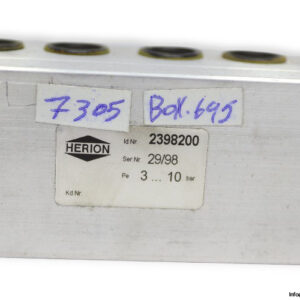 7305 Box.695
HERION
Id Nr. 2398200
Ser Nr 29/98
Pe 3 ... 10 bar
Kd Nr.